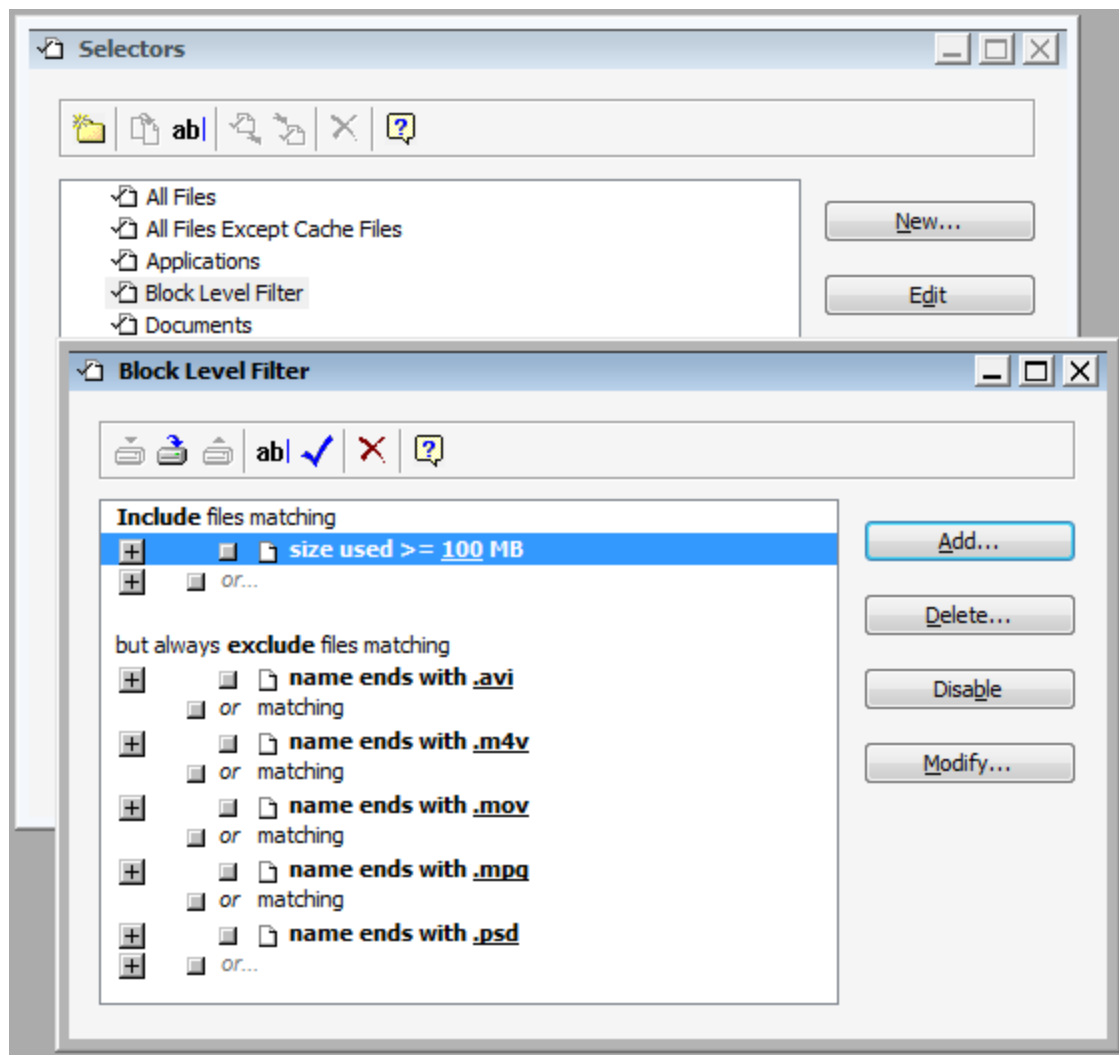 Selectors
ab|
All Files
All Files Except Cache Files
Applications
Block Level Filter
Documents
New...
Edit
Block Level Filter
ab|
Include files matching
size used >= 100 MB
or...
but always exclude files matching
name ends with .avi
or matching
name ends with .m4v
or matching
name ends with .mov
or matching
name ends with .mpg
or matching
name ends with .psd
or...
Add...
Delete...
Disable
Modify...